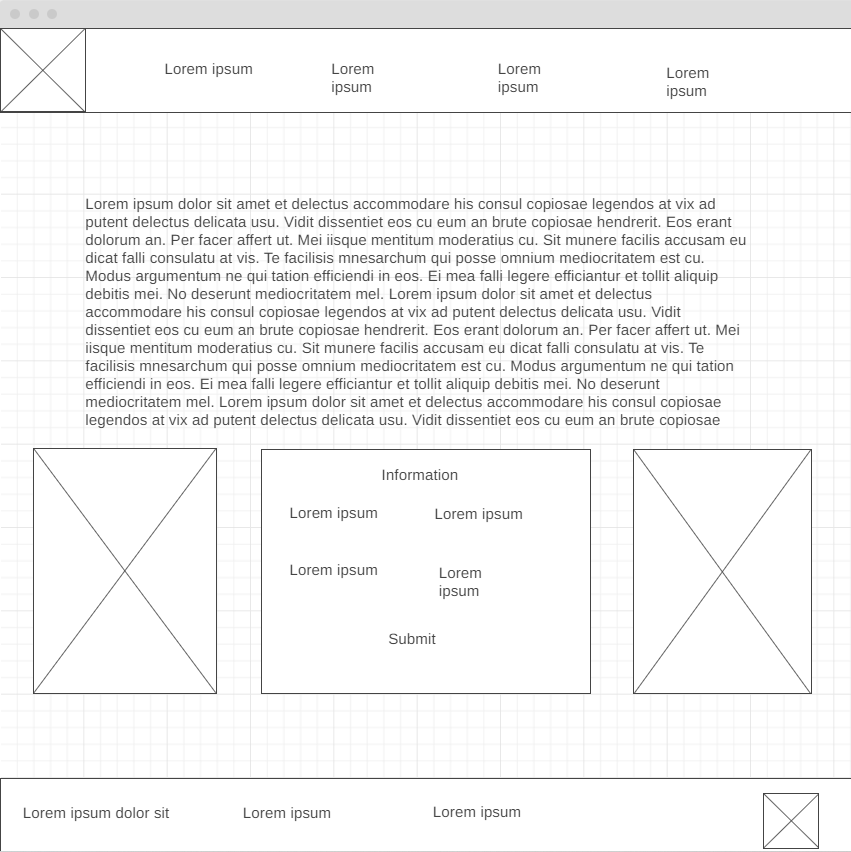 Lorem ipsum
Lorem
ipsum
Lorem
ipsum
Lorem
ipsum
Lorem ipsum dolor sit amet et delectus accommodare his consul copiosae legendos at vix ad
putent delectus delicata usu. Vidit dissentiet eos cu eum an brute copiosae hendrerit. Eos erant
dolorum an. Per facer affert ut. Mei iisque mentitum moderatius cu. Sit munere facilis accusam eu
dicat falli consulatu at vis. Te facilisis mnesarchum qui posse omnium mediocritatem est cu.
Modus argumentum ne qui tation efficiendi in eos. Ei mea falli legere efficiantur et tollit aliquip
debitis mei. No deserunt mediocritatem mel. Lorem ipsum dolor sit amet et delectus
accommodare his consul copiosae legendos at vix ad putent delectus delicata usu. Vidit
dissentiet eos cu eum an brute copiosae hendrerit. Eos erant dolorum an. Per facer affert ut. Mei
iisque mentitum moderatius cu. Sit munere facilis accusam eu dicat falli consulatu at vis. Te
facilisis mnesarchum qui posse omnium mediocritatem est cu. Modus argumentum ne qui tation
efficiendi in eos. Ei mea falli legere efficiantur et tollit aliquip debitis mei. No deserunt
mediocritatem mel. Lorem ipsum dolor sit amet et delectus accommodare his consul copiosae
legendos at vix ad putent delectus delicata usu. Vidit dissentiet eos cu eum an brute copiosae
Information
Lorem ipsum
Lorem ipsum
Lorem ipsum
Lorem
ipsum
Submit
Lorem ipsum dolor sit
Lorem ipsum
Lorem ipsum